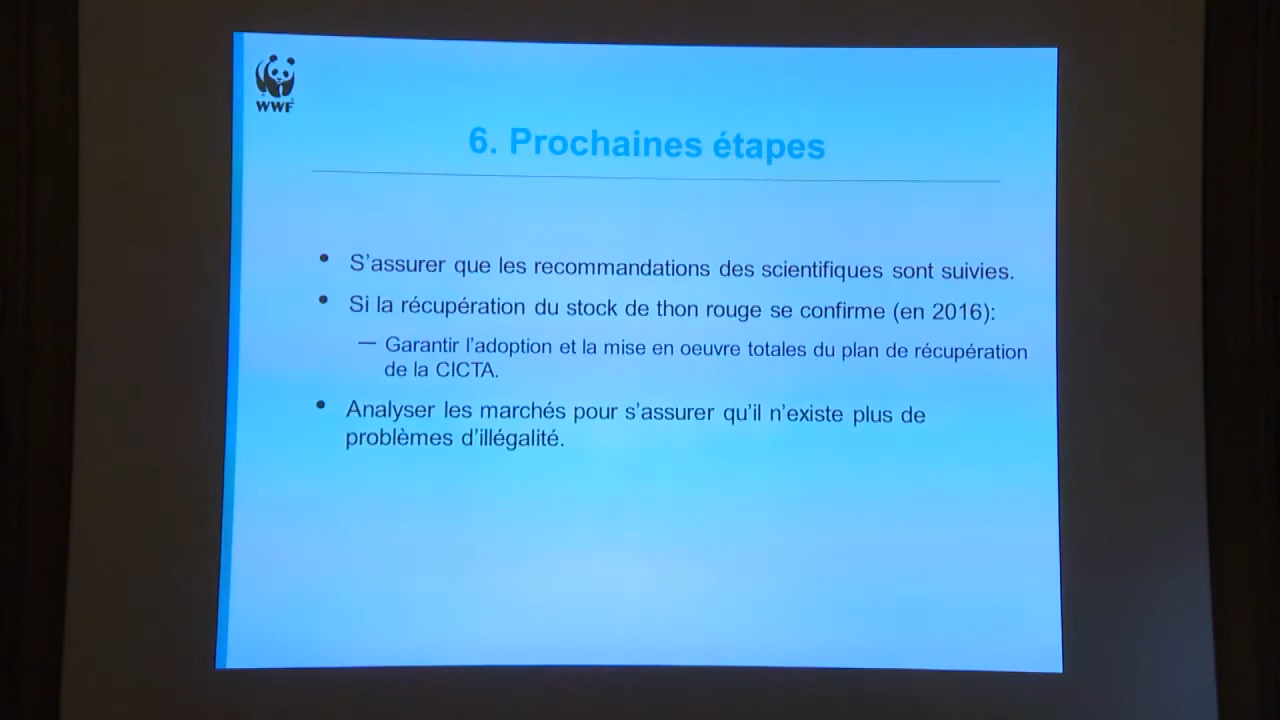 WWF
6. Prochaines étapes
• S'assurer que les recommandations des scientifiques sont suivies.
• Si la récupération du stock de thon rouge se confirme (en 2016):
— Garantir l'adoption et la mise en oeuvre totales du plan de récupération
de la CICTA.
• Analyser les marchés pour s'assurer qu'il n'existe plus de
problèmes d'illégalité.